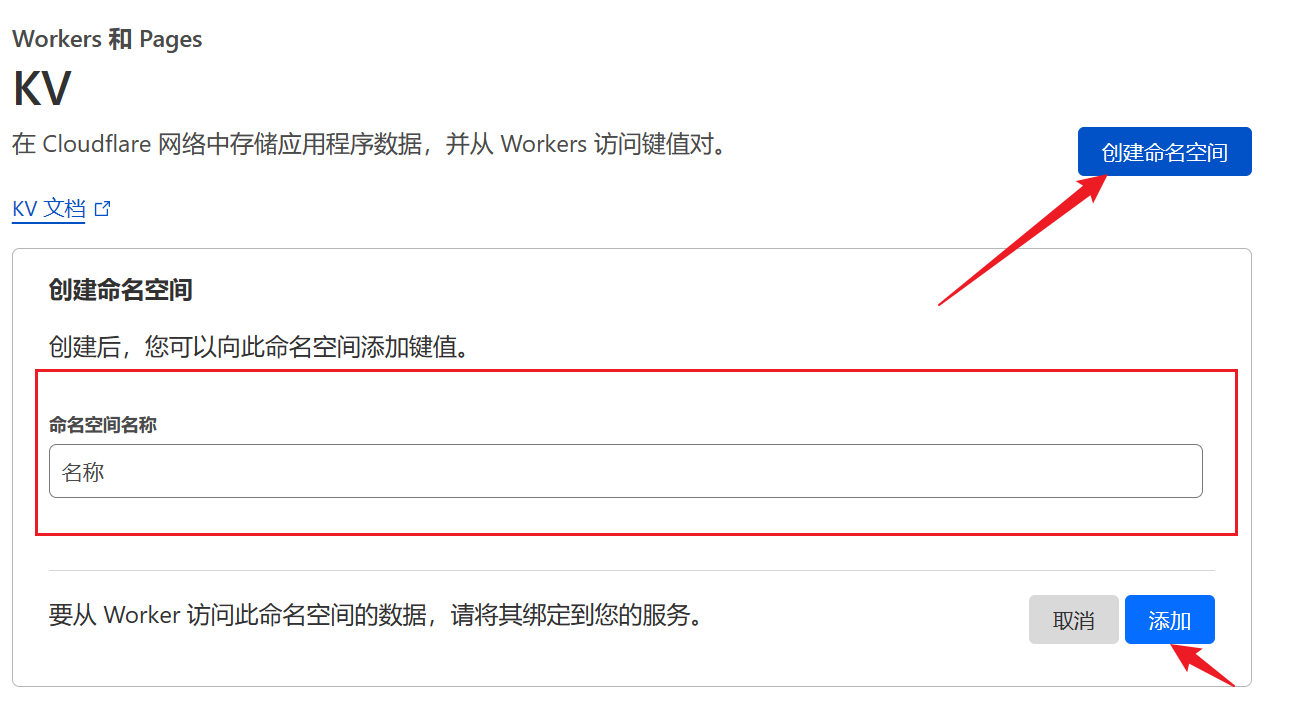 Workers 和 Pages
KV
在 Cloudflare 网络中存储应用程序数据，并从 Workers 访问键值对。
创建命名空间
KV 文档
创建命名空间
创建后，您可以向此命名空间添加键值。
命名空间名称
名称
要从 Worker 访问此命名空间的数据，请将其绑定到您的服务。
取消
添加